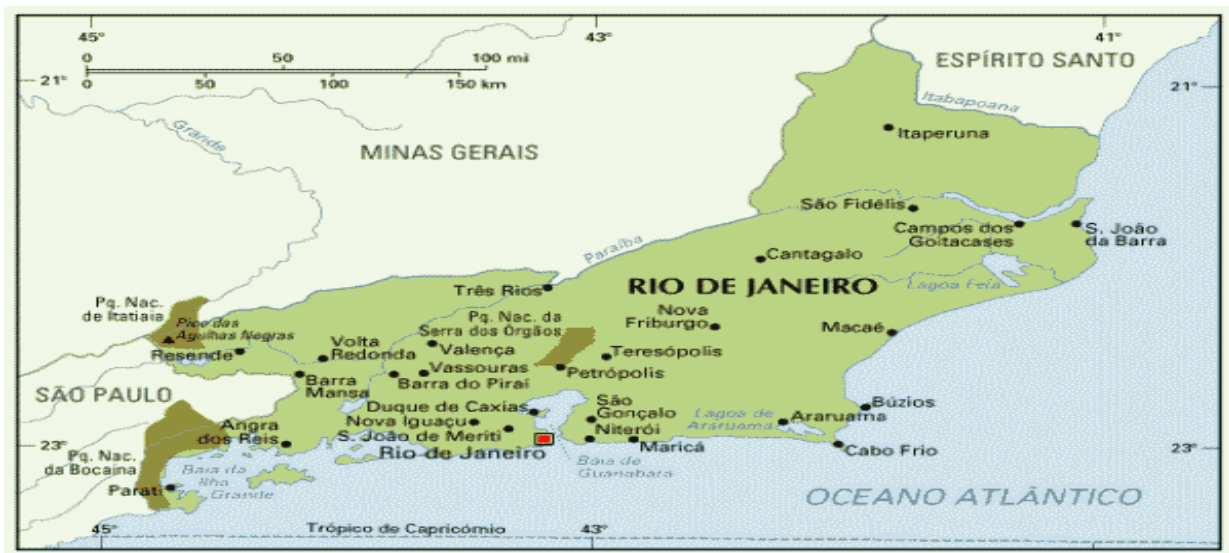 45°
43°
41°
0
50
100 mi
0
50
100
150 km
21°
21°
ESPÍRITO SANTO
Itabapoana
Itaperuna
Grande
MINAS GERAIS
São Fidélis
Campos dos
Goitacases
S. João
da Barra
Paraíba
Cantagalo
Lagoa Feia
Três Rios
RIO DE JANEIRO
Pq. Nac.
de Itatiaia
Pico das
Agulhas Negras
Pq. Nac. da
Serra dos Órgãos
Nova
Friburgo
Macaé
Resende
Volta
Redonda
Valença
Teresópolis
Vassouras
Petrópolis
SÃO PAULO
Barra
Mansa
Barra do Piraí
Duque de Caxias
São
Gonçalo
Búzios
Angra
dos Reis
Nova Iguaçu
S. João de Meriti
Niterói
Lagoa de
Araruama
Araruama
23°
23°
Rio de Janeiro
Maricá
Cabo Frio
Pq. Nac.
da Bocaina
Baía da
Ilha
Grande
Baía de
Guanabara
Parati
OCEANO ATLÂNTICO
Trópico de Capricórnio
45°
43°